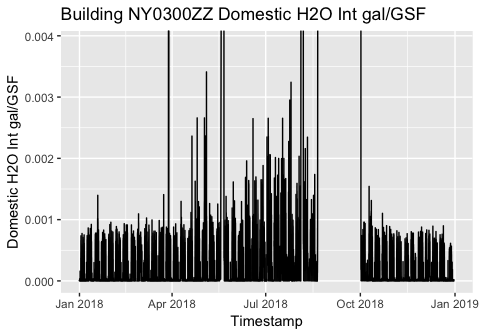 Building NY0300ZZ Domestic H2O Int gal/GSF
Domestic H2O Int gal/GSF
0.004
0.003
0.002
0.001
0.000
Jan 2018
Apr 2018
Jul 2018
Oct 2018
Jan 2019
Timestamp